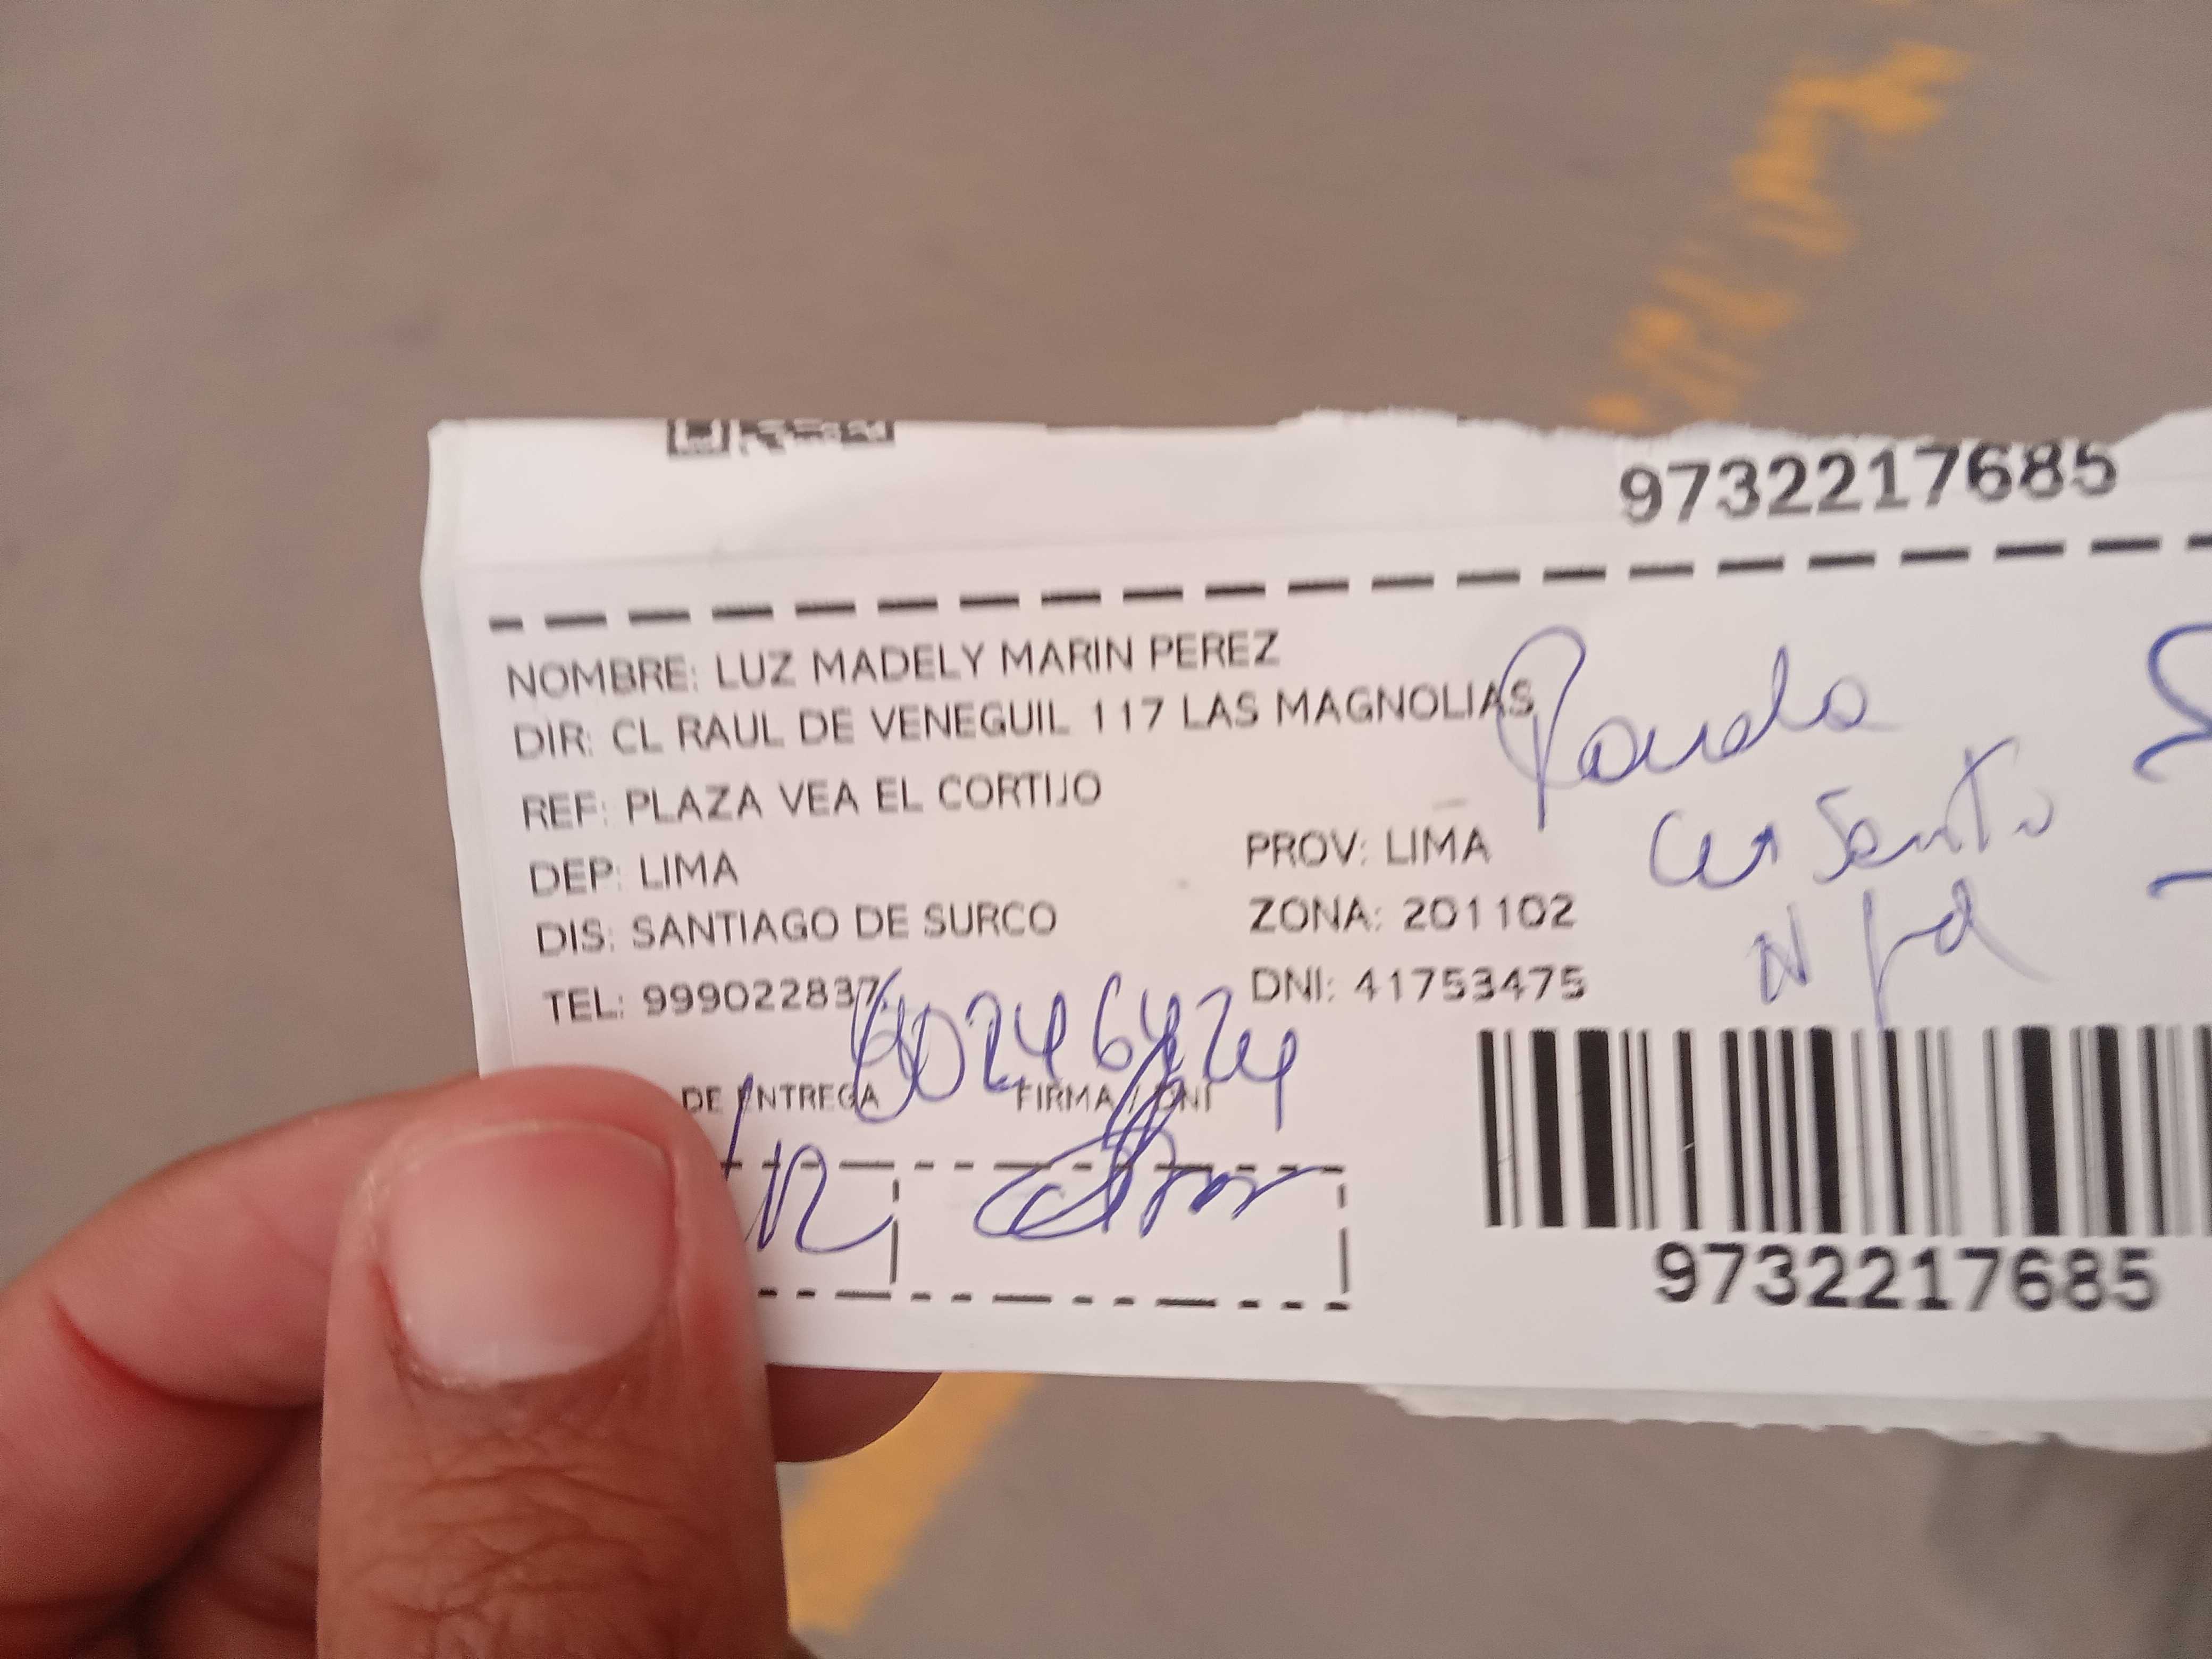 9732217685
NOMBRE: LUZ MADELY MARIN PEREZ
DIR: CL RAUL DE VENEGUIL 117 LAS MAGNOLIAS
REF: PLAZA VEA EL CORTIJO
DEP: LIMA PROV: LIMA
DIS: SANTIAGO DE SURCO ZONA: 201102
TEL: 999022837 DNI: 41753475
DE ENTREGA FIRMA / DNI
9732217685